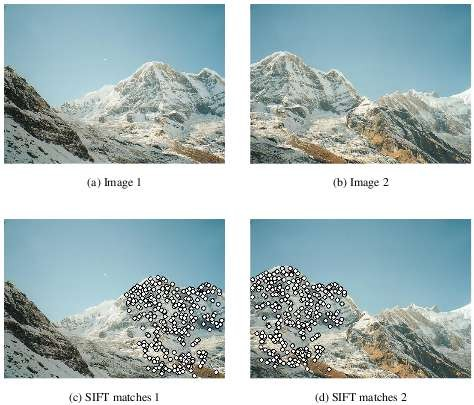 (a) Image 1
(b) Image 2
(c) SIFT matches 1
(d) SIFT matches 2